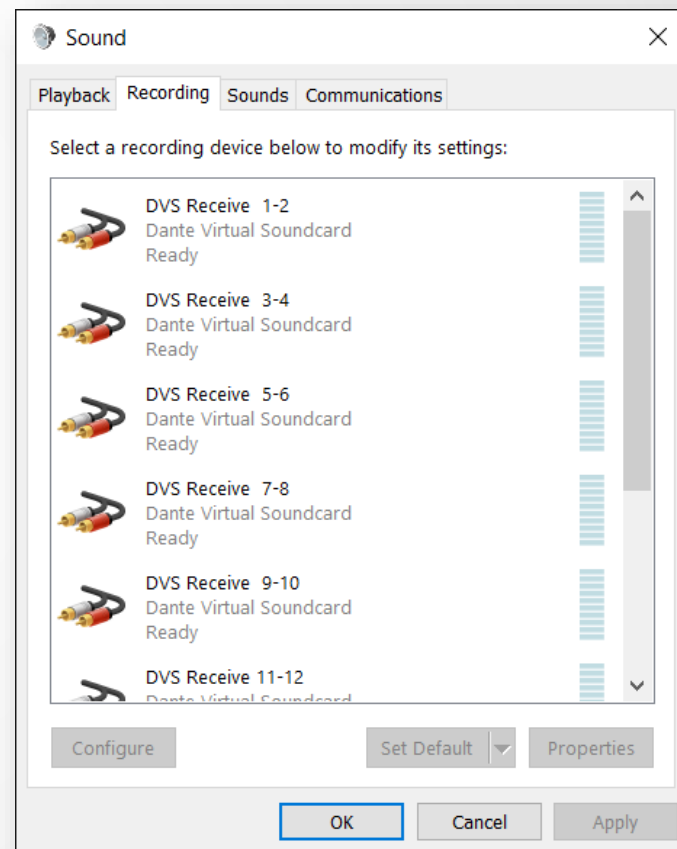 Sound
Playback Recording Sounds Communications
Select a recording device below to modify its settings:
DVS Receive  1-2
Dante Virtual Soundcard
Ready
DVS Receive  3-4
Dante Virtual Soundcard
Ready
DVS Receive  5-6
Dante Virtual Soundcard
Ready
DVS Receive  7-8
Dante Virtual Soundcard
Ready
DVS Receive  9-10
Dante Virtual Soundcard
Ready
DVS Receive 11-12
Dante Virtual Soundcard
Configure Set Default Properties
OK Cancel Apply